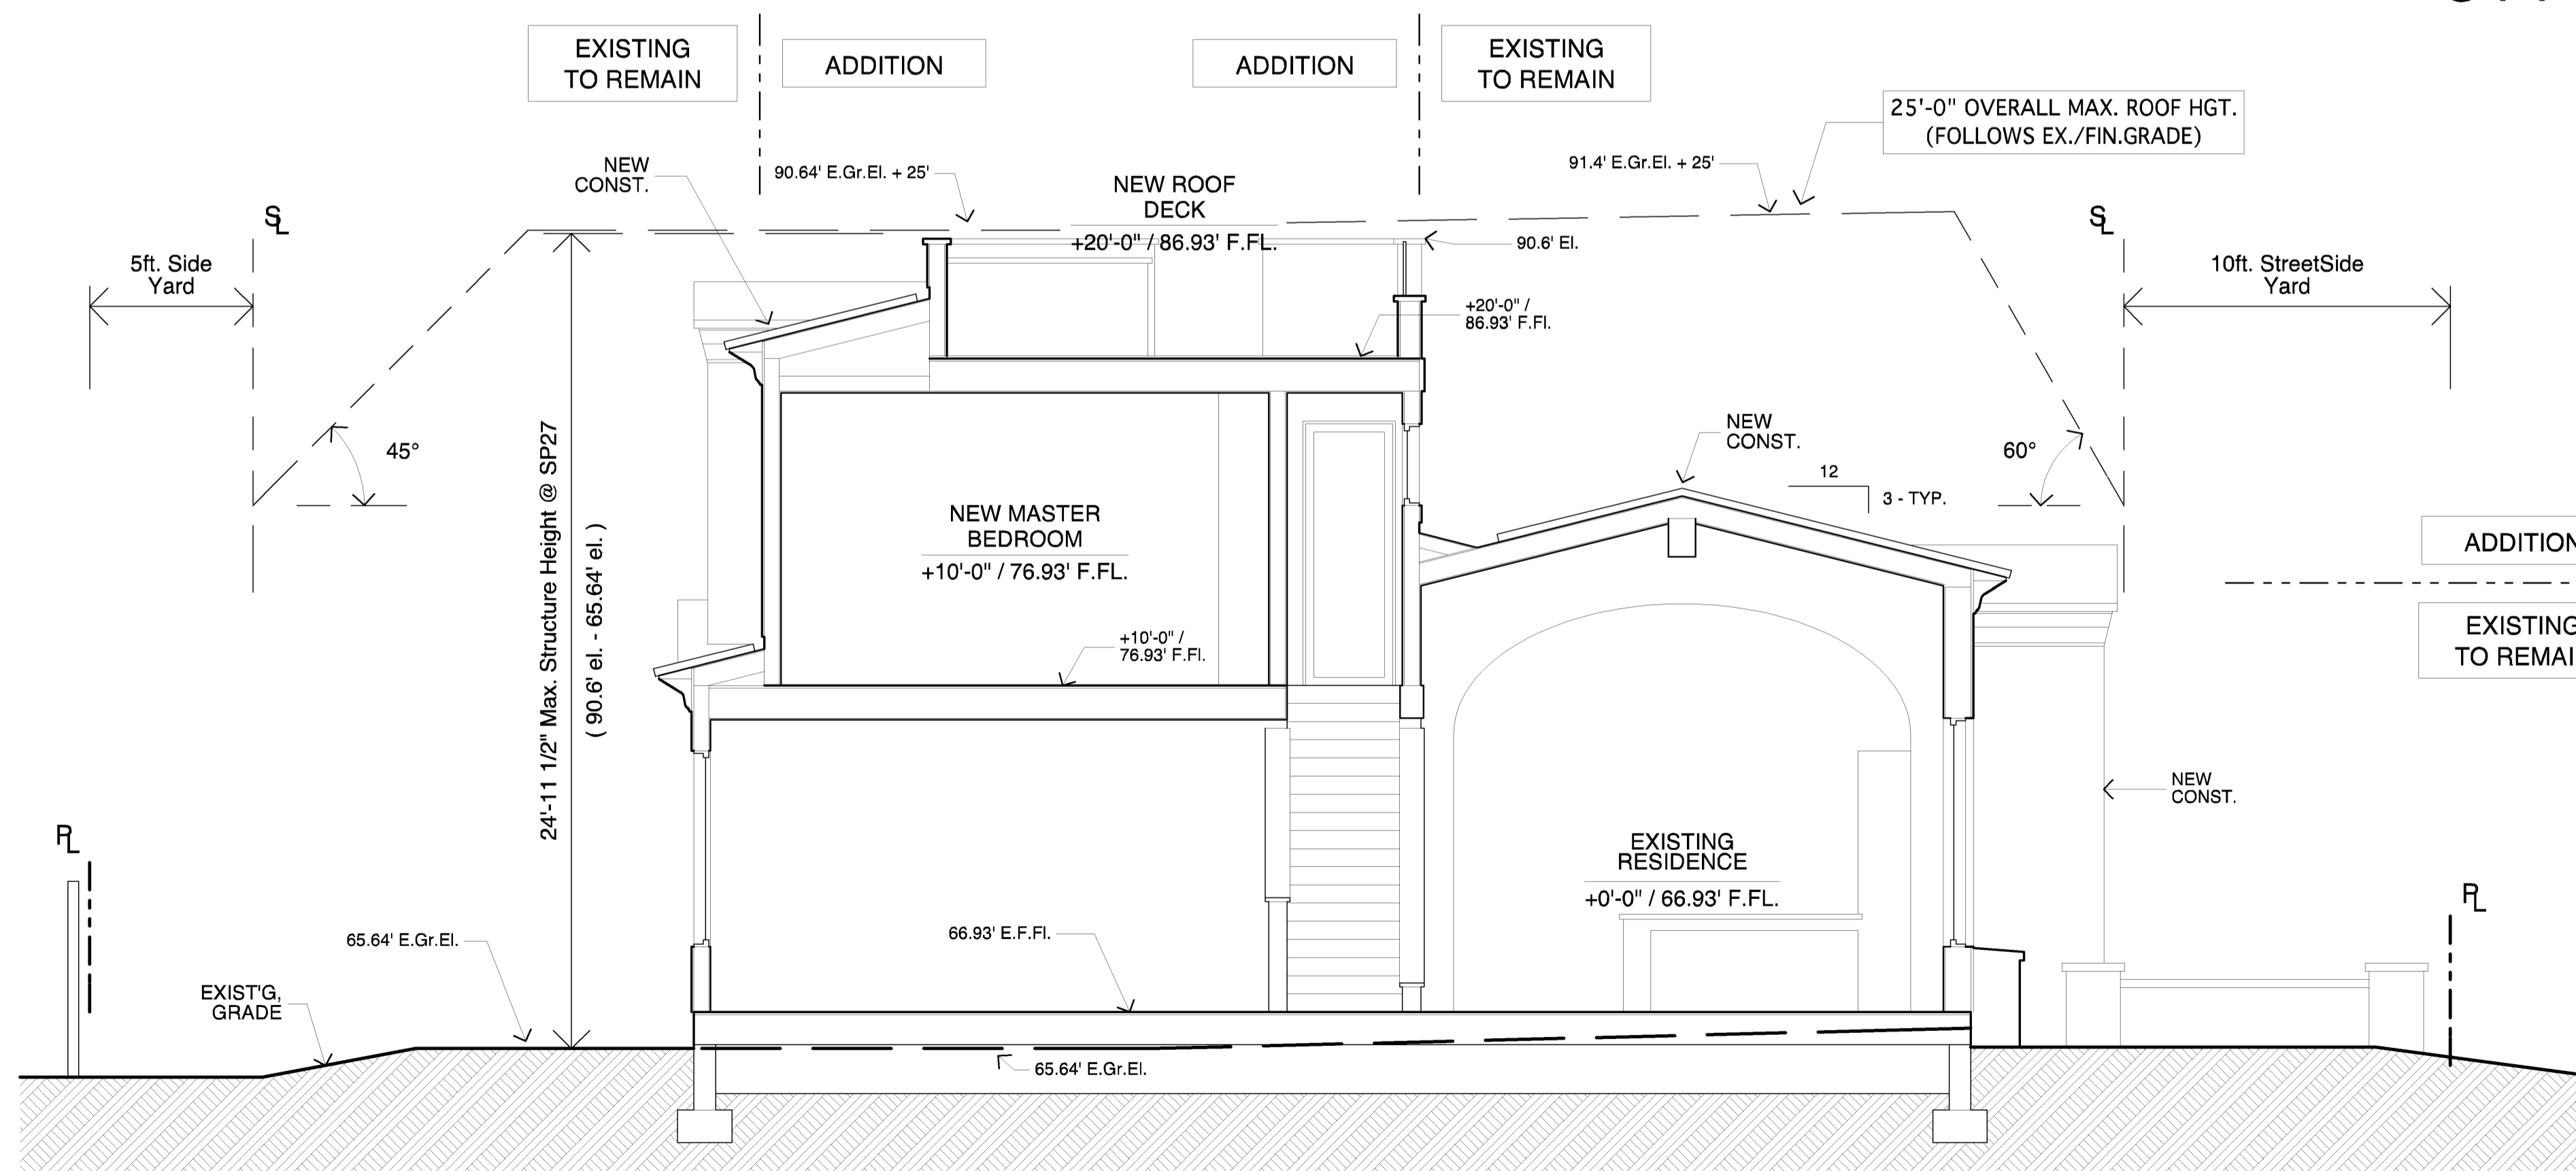 EXISTING
TO REMAIN
ADDITION
ADDITION
EXISTING
TO REMAIN
25'-0" OVERALL MAX. ROOF HGT.
(FOLLOWS EX./FIN.GRADE)
NEW
CONST.
90.64' E.Gr.El. + 25'
NEW ROOF
DECK
+20'-0" / 86.93' F.FL.
91.4' E.Gr.El. + 25'
90.6' El.
SL
SL
5ft. Side
Yard
10ft. StreetSide
Yard
+20'-0" /
86.93' F.Fl.
45°
24'-11 1/2" Max. Structure Height @ SP27
( 90.6' el. - 65.64' el. )
NEW
CONST.
12
3 - TYP.
60°
NEW MASTER
BEDROOM
+10'-0" / 76.93' F.FL.
ADDITION
EXISTING
TO REMAI
+10'-0" /
76.93' F.Fl.
NEW
CONST.
PL
EXISTING
RESIDENCE
+0'-0" / 66.93' F.FL.
PL
65.64' E.Gr.El.
66.93' E.F.Fl.
EXIST'G,
GRADE
65.64' E.Gr.El.